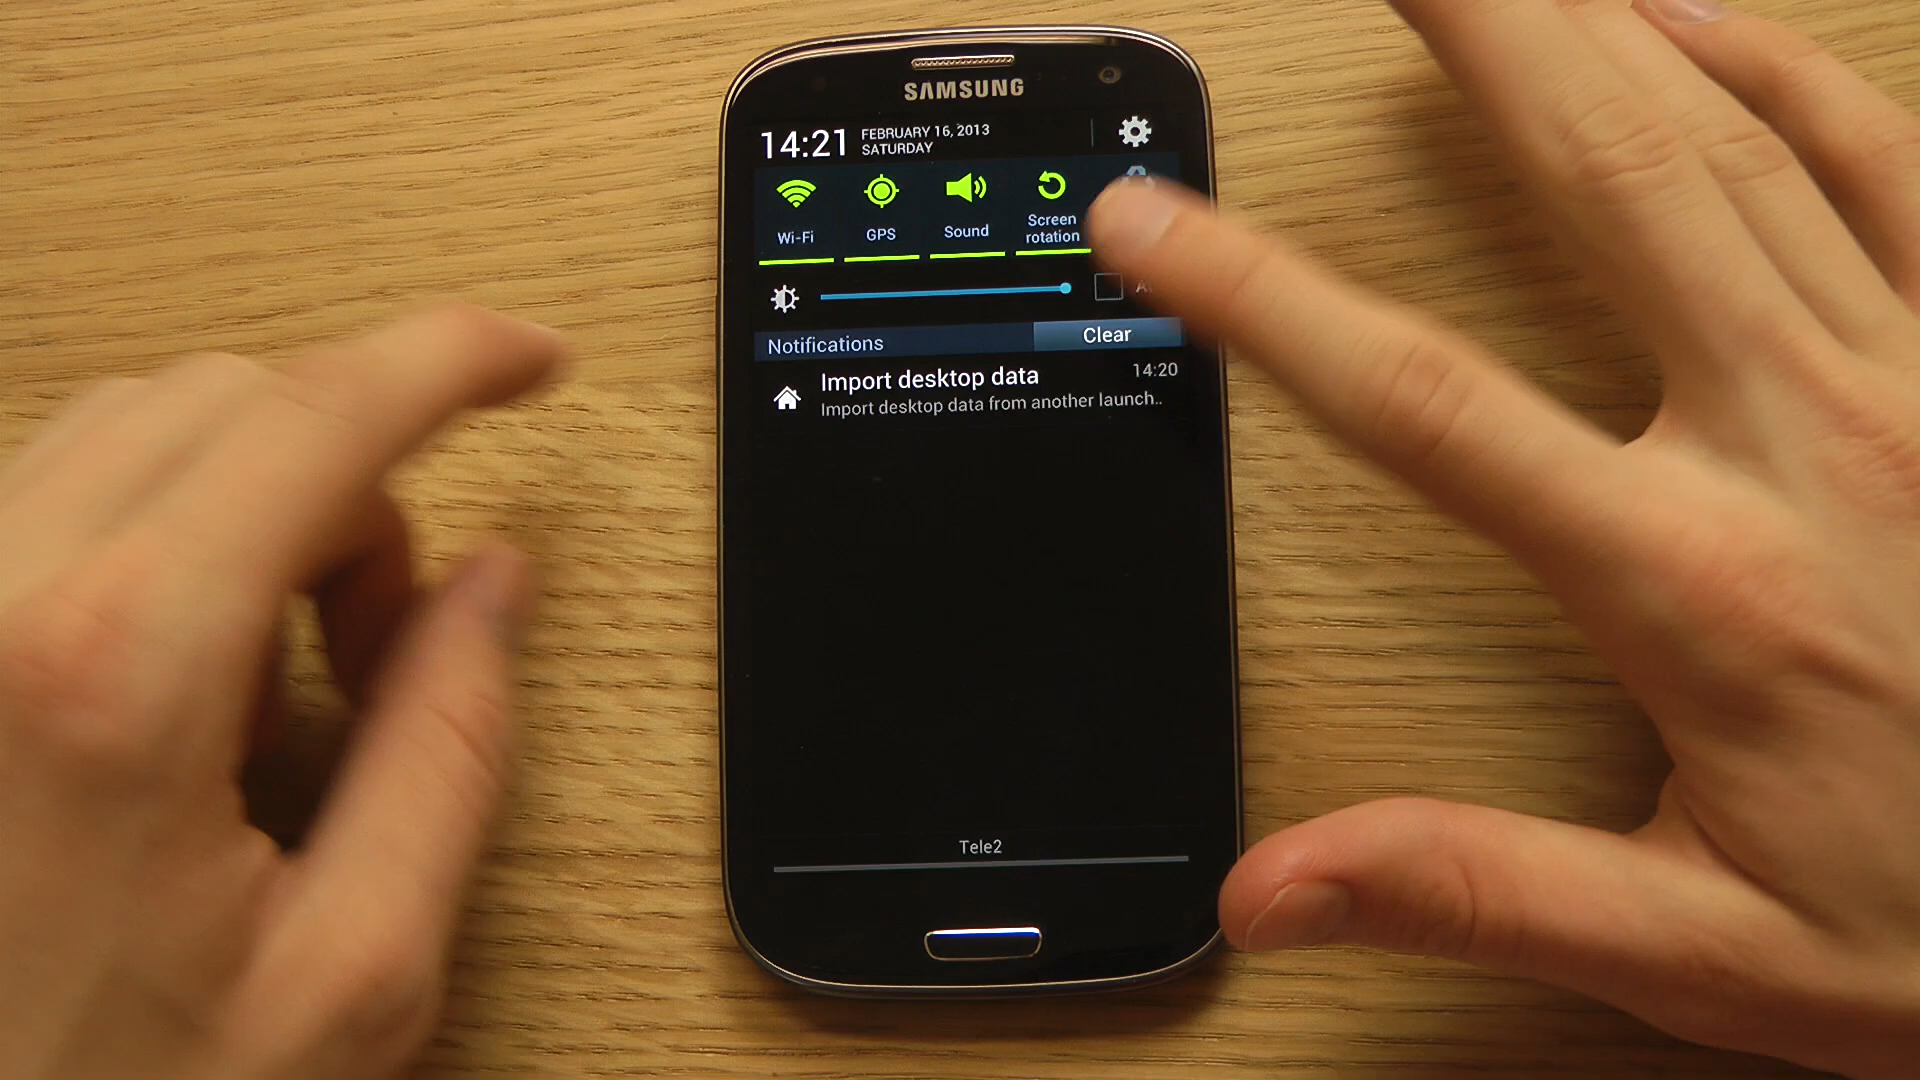 SAMSUNG
14:21
FEBRUARY 16, 2013
SATURDAY
Wi-Fi
GPS
Sound
Screen
rotation
Notifications
Clear
Import desktop data
14:20
Import desktop data from another launch..
Tele2